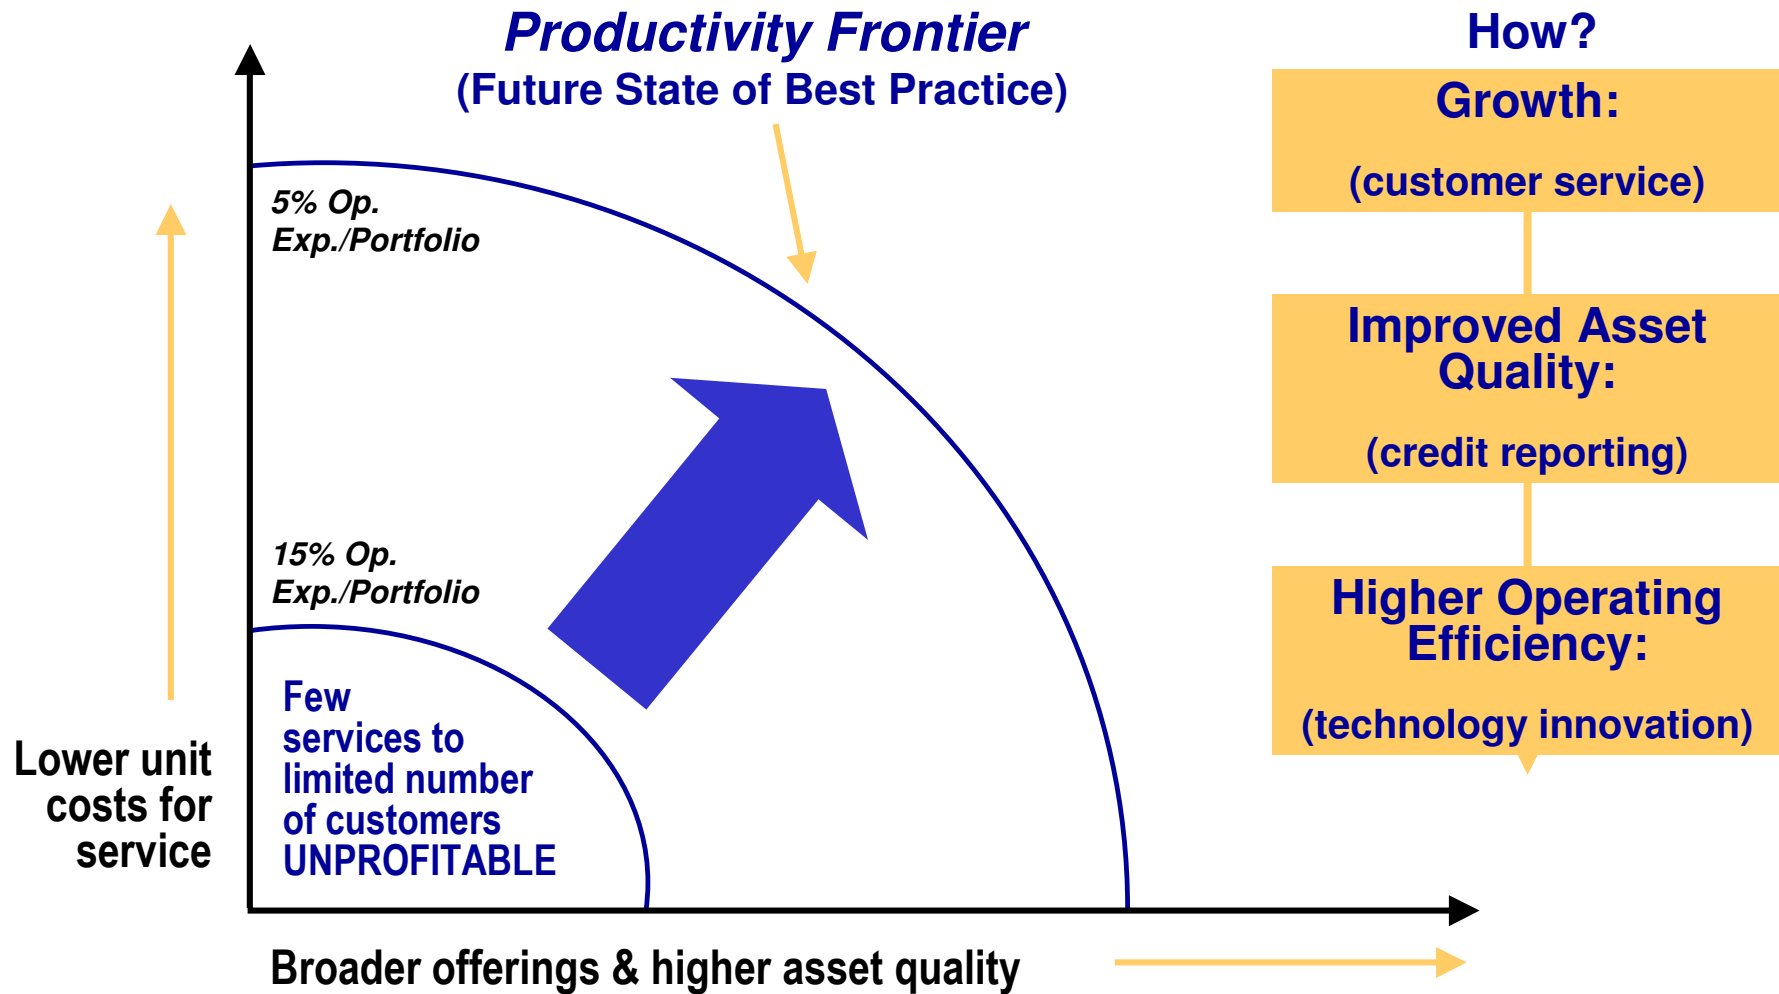 Productivity Frontier
(Future State of Best Practice)
5% Op.
Exp./Portfolio
15% Op.
Exp./Portfolio
Few
services to
limited number
of customers
UNPROFITABLE
Lower unit
costs for
service
Broader offerings & higher asset quality
How?
Growth:
(customer service)
Improved Asset
Quality:
(credit reporting)
Higher Operating
Efficiency:
(technology innovation)